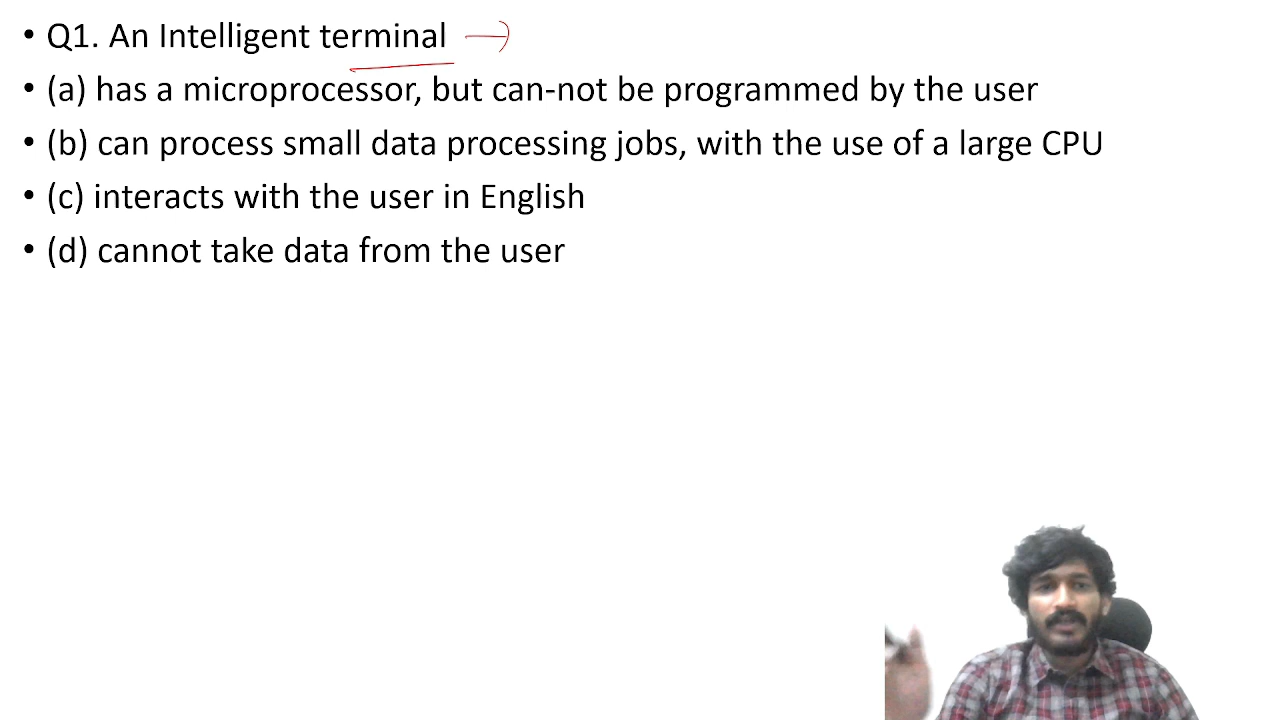 • Q1. An Intelligent terminal
• (a) has a microprocessor, but can-not be programmed by the user
• (b) can process small data processing jobs, with the use of a large CPU
• (c) interacts with the user in English
• (d) cannot take data from the user